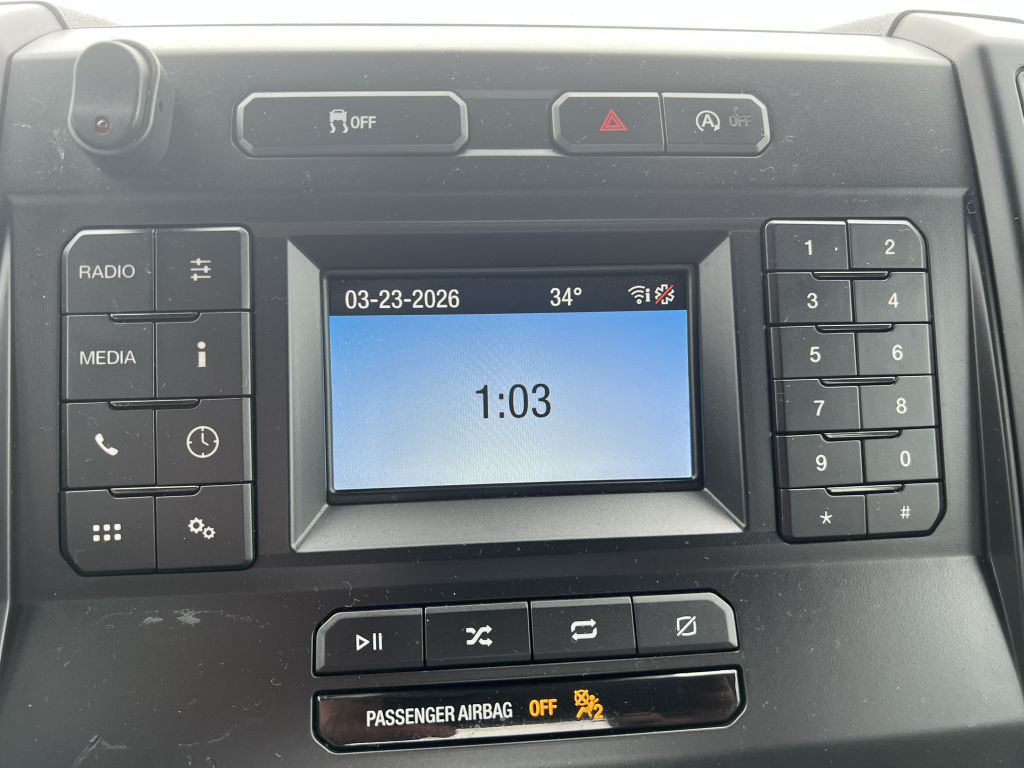 OFF
A OFF
RADIO
MEDIA
i
03-23-2026 34° i
1:03
1 2
3 4
5 6
7 8
9 0
* #
PASSENGER AIRBAG OFF 2